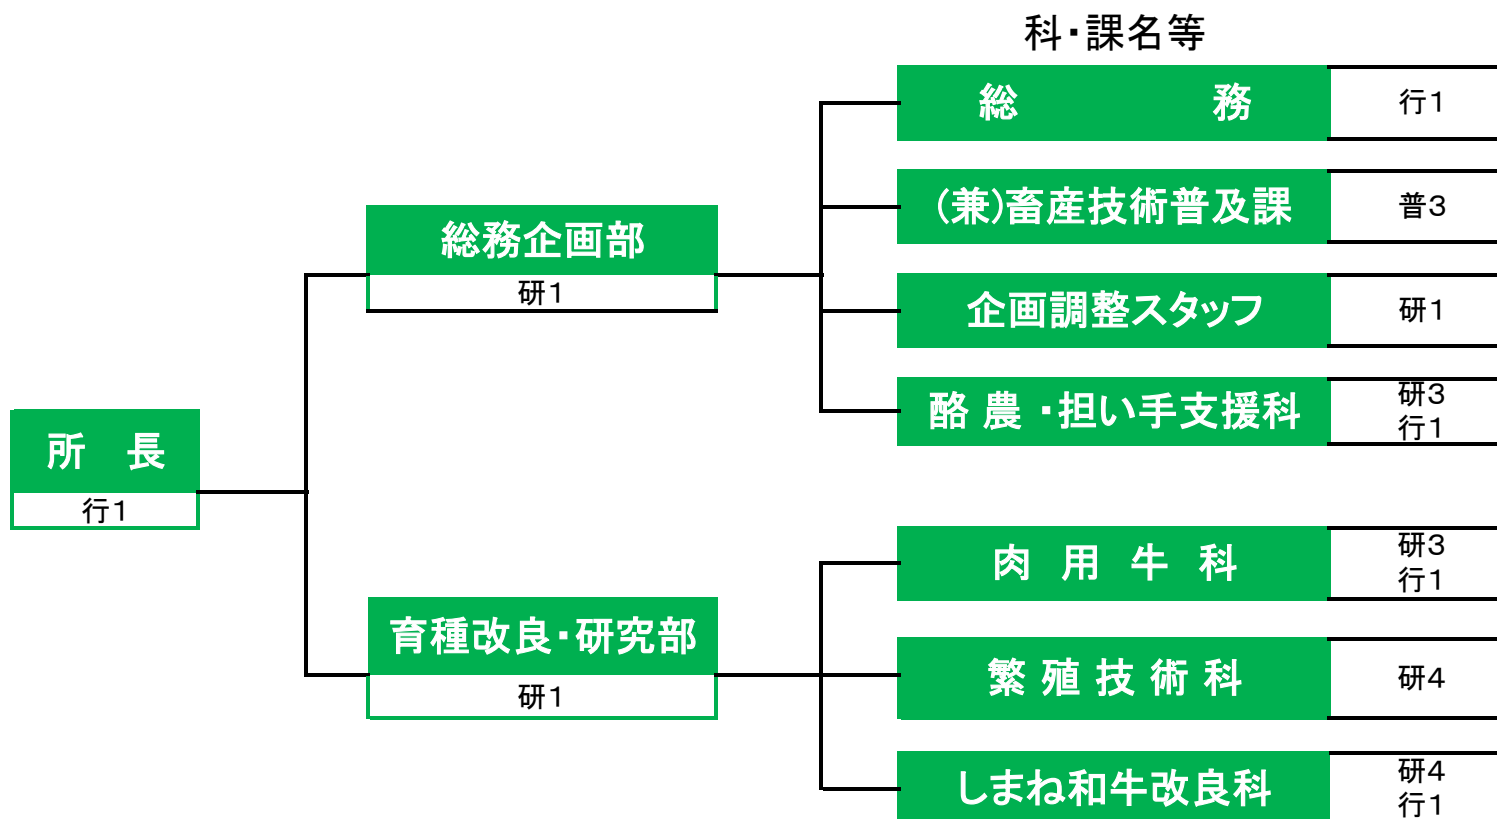 科・課名等
総務
行1
(兼)畜産技術普及課
普3
総務企画部
研1
企画調整スタッフ
研1
酪農・担い手支援科
研3
行1
所長
行1
肉用牛科
研3
行1
育種改良・研究部
研1
繁殖技術科
研4
しまね和牛改良科
研4
行1